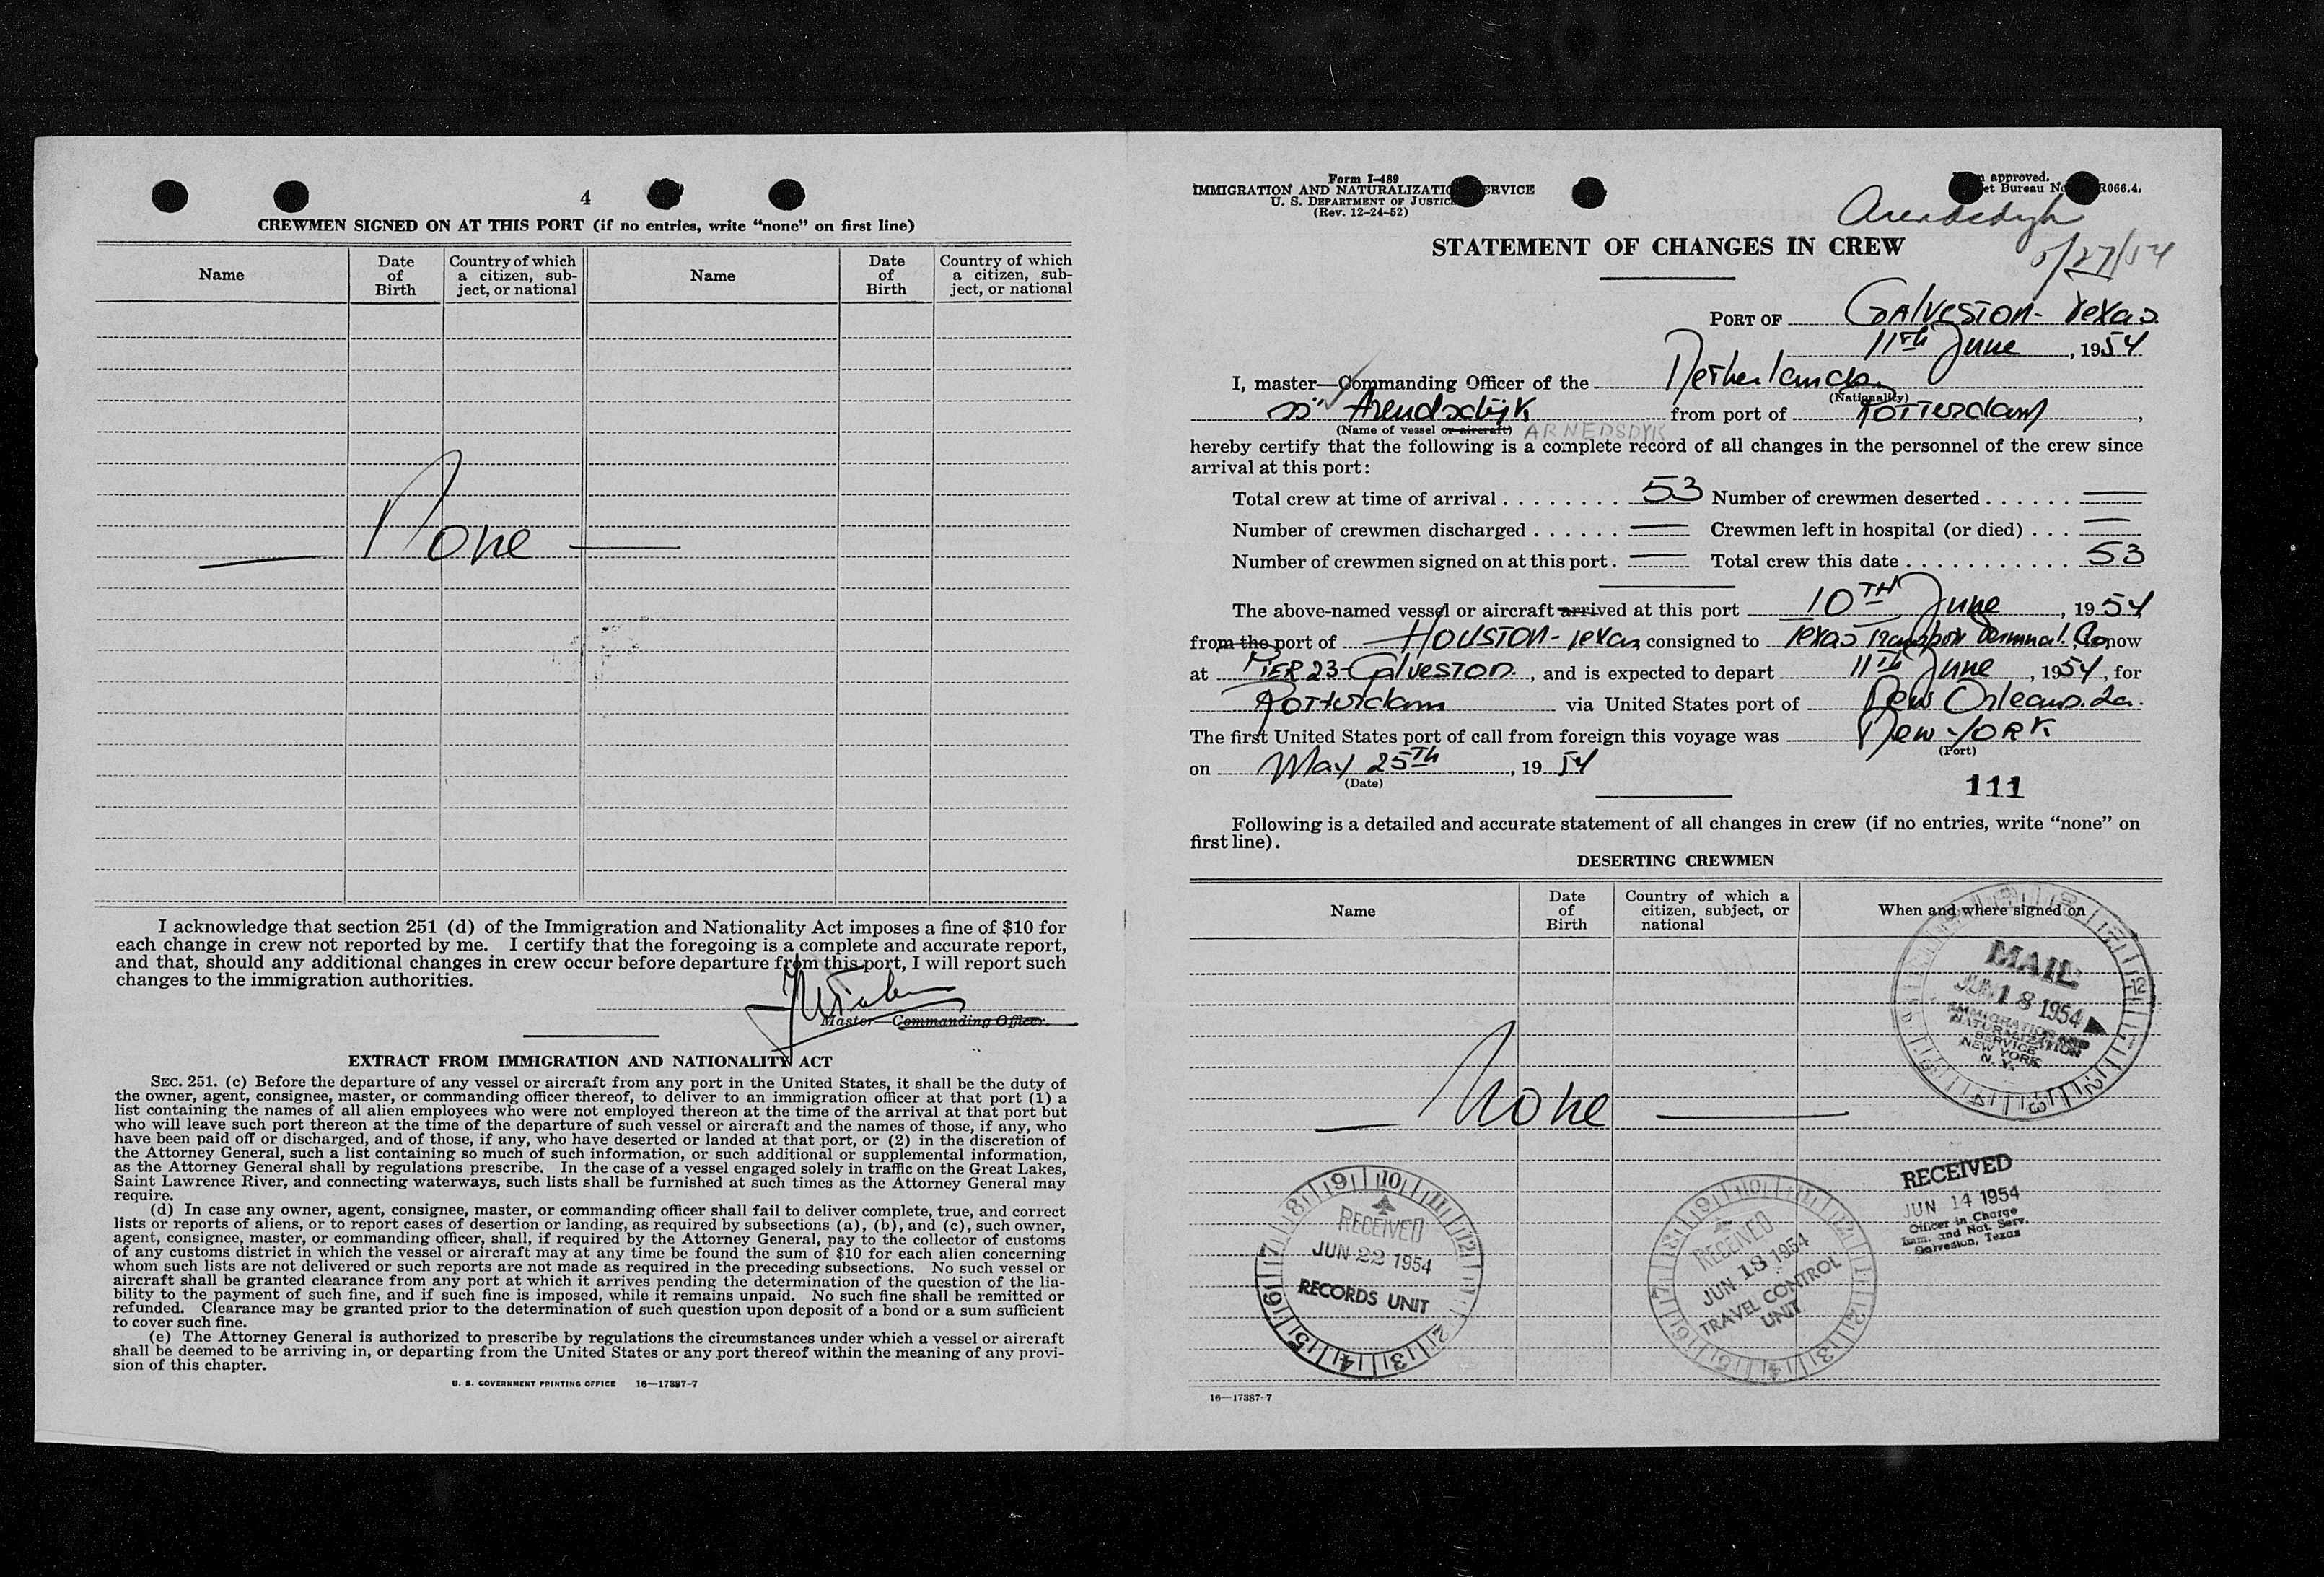 4
CREWMEN SIGNED ON AT THIS PORT (if no entries, write “none” on first line)
Name
Date of Birth
Country of which a citizen, sub-ject, or national
Name
Date of Birth
Country of which a citizen, sub-ject, or national
— None —
I acknowledge that section 251 (d) of the Immigration and Nationality Act imposes a fine of $10 for
each change in crew not reported by me. I certify that the foregoing is a complete and accurate report,
and that, should any additional changes in crew occur before departure from this port, I will report such
changes to the immigration authorities.
Master—Commanding Officer.
EXTRACT FROM IMMIGRATION AND NATIONALITY ACT
SEC. 251. (c) Before the departure of any vessel or aircraft from any port in the United States, it shall be the duty of
the owner, agent, consignee, master, or commanding officer thereof, to deliver to an immigration officer at that port (1) a
list containing the names of all alien employees who were not employed thereon at the time of the arrival at that port but
who will leave such port thereon at the time of the departure of such vessel or aircraft and the names of those, if any, who
have been paid off or discharged, and of those, if any, who have deserted or landed at that port, or (2) in the discretion of
the Attorney General, such a list containing so much of such information, or such additional or supplemental information,
as the Attorney General shall by regulations prescribe. In the case of a vessel engaged solely in traffic on the Great Lakes,
Saint Lawrence River, and connecting waterways, such lists shall be furnished at such times as the Attorney General may
require.
(d) In case any owner, agent, consignee, master, or commanding officer shall fail to deliver complete, true, and correct
lists or reports of aliens, or to report cases of desertion or landing, as required by subsections (a), (b), and (c), such owner,
agent, consignee, master, or commanding officer, shall, if required by the Attorney General, pay to the collector of customs
of any customs district in which the vessel or aircraft may at any time be found the sum of $10 for each alien concerning
whom such lists are not delivered or such reports are not made as required in the preceding subsections. No such vessel or
aircraft shall be granted clearance from any port at which it arrives pending the determination of the question of the lia-
bility to the payment of such fine, and if such fine is imposed, while it remains unpaid. No such fine shall be remitted or
refunded. Clearance may be granted prior to the determination of such question upon deposit of a bond or a sum sufficient
to cover such fine.
(e) The Attorney General is authorized to prescribe by regulations the circumstances under which a vessel or aircraft
shall be deemed to be arriving in, or departing from the United States or any port thereof within the meaning of any provi-
sion of this chapter.
U. S. GOVERNMENT PRINTING OFFICE 16—17387-7
Form I-489
IMMIGRATION AND NATURALIZATION SERVICE
U. S. DEPARTMENT OF JUSTICE
(Rev. 12-24-52)
approved.
et Bureau No. R066.4.
Arendsdyk
5/27/54
STATEMENT OF CHANGES IN CREW
PORT OF Galveston - Texas
11th June, 1954
I, master—Commanding Officer of the Netherlands
(Nationality)
ss" Arendsdijk from port of Rotterdam,
(Name of vessel or aircraft) ARNEDSDYK
hereby certify that the following is a complete record of all changes in the personnel of the crew since
arrival at this port:
Total crew at time of arrival . . . . . . . . 53 Number of crewmen deserted . . . . . . —
Number of crewmen discharged . . . . . . — Crewmen left in hospital (or died) . . . —
Number of crewmen signed on at this port . — Total crew this date . . . . . . . . . . . 53
The above-named vessel or aircraft arrived at this port 10TH June, 1954
from the port of Houston - Texas consigned to Texas Transport Terminal Co, now
at Pier 23 - Galveston, and is expected to depart 11th June, 1954, for
Rotterdam via United States port of New Orleans. La.
The first United States port of call from foreign this voyage was New York
(Port)
on May 25th, 1954
(Date)
111
Following is a detailed and accurate statement of all changes in crew (if no entries, write “none” on
first line).
DESERTING CREWMEN
Name
Date of Birth
Country of which a citizen, subject, or national
When and where signed on
MAIL
JUN 18 1954
IMMIGRATION AND
NATURALIZATION
SERVICE
NEW YORK
N. Y.
— None —
RECEIVED
JUN 22 1954
RECORDS UNIT
RECEIVED
JUN 18 1954
TRAVEL CONTROL
UNIT
RECEIVED
JUN 14 1954
Officer in Charge
Imm. and Nat. Serv.
Galveston, Texas
16—17387-7